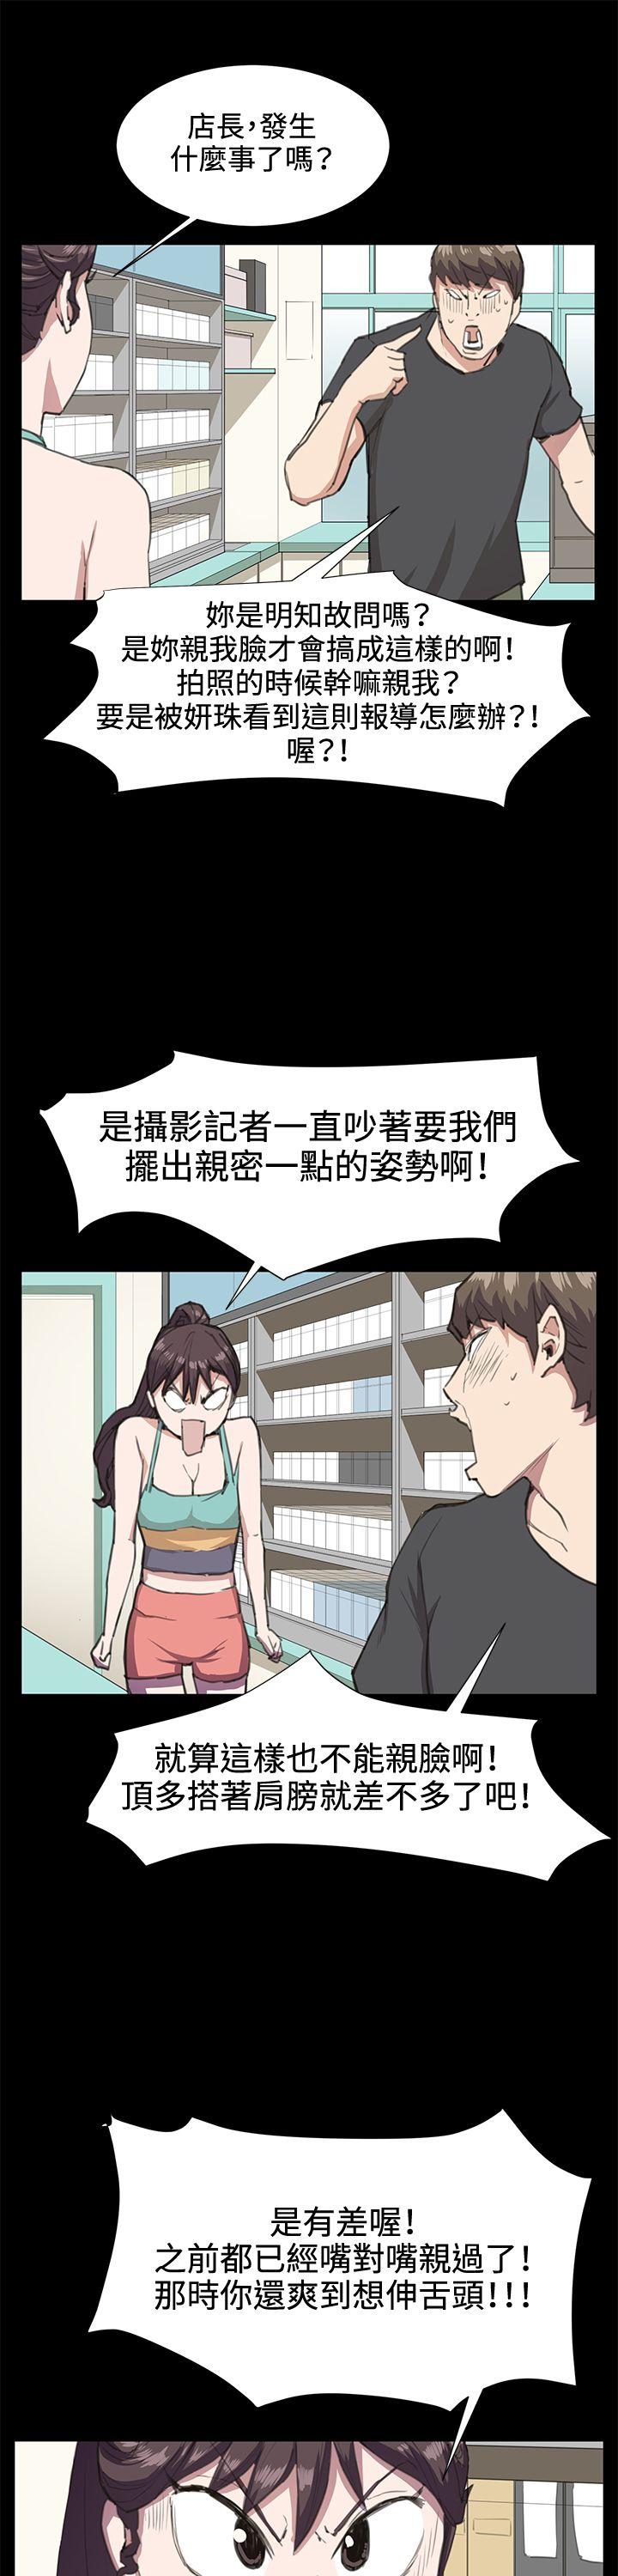 店長，發生
什麼事了嗎？
妳是明知故問嗎？
是妳親我臉才會搞成這樣的啊！
拍照的時候幹嘛親我？
要是被妍珠看到這則報導怎麼辦？！
喔？！
是攝影記者一直吵著要我們
擺出親密一點的姿勢啊！
就算這樣也不能親臉啊！
頂多搭著肩膀就差不多了吧！
是有差喔！
之前都已經嘴對嘴親過了！
那時你還爽到想伸舌頭！！！